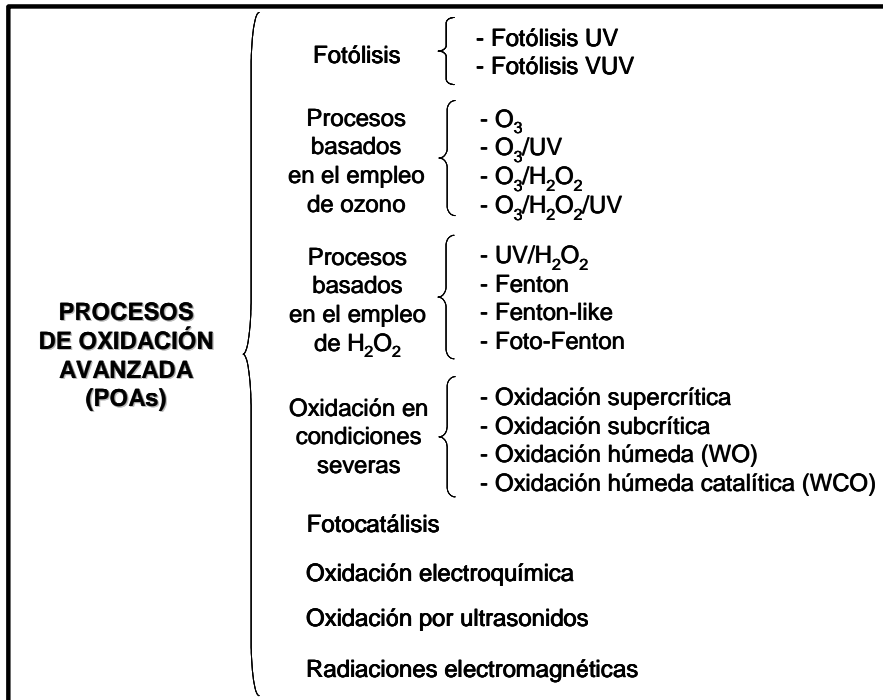 PROCESOS
DE OXIDACIÓN
AVANZADA
(POAs)
Fotólisis
- Fotólisis UV
- Fotólisis VUV
Procesos
basados
en el empleo
de ozono
- O₃
- O₃/UV
- O₃/H₂O₂
- O₃/H₂O₂/UV
Procesos
basados
en el empleo
de H₂O₂
- UV/H₂O₂
- Fenton
- Fenton-like
- Foto-Fenton
Oxidación en
condiciones
severas
- Oxidación supercrítica
- Oxidación subcrítica
- Oxidación húmeda (WO)
- Oxidación húmeda catalítica (WCO)
Fotocatálisis
Oxidación electroquímica
Oxidación por ultrasonidos
Radiaciones electromagnéticas